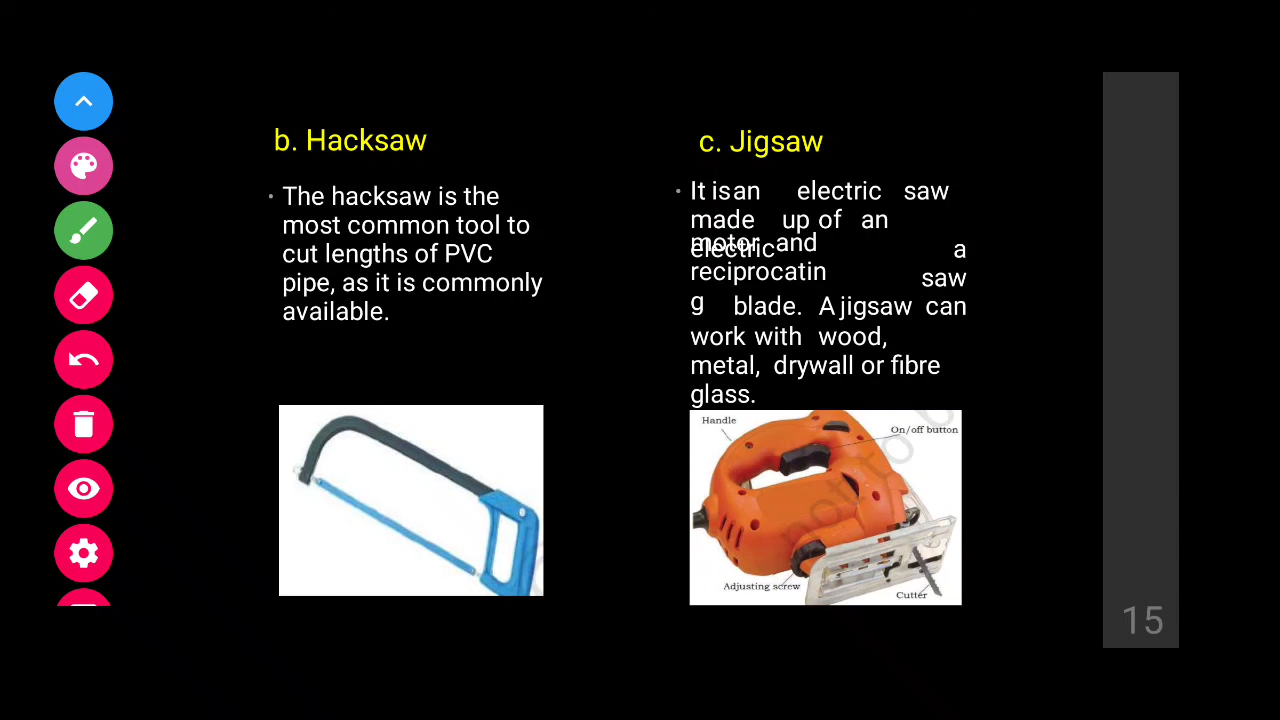 b. Hacksaw
• The hacksaw is the
most common tool to
cut lengths of PVC
pipe, as it is commonly
available.
c. Jigsaw
• It is an electric saw
made up of an
electric motor and a
reciprocatin saw
g blade. A jigsaw can
work with wood,
metal, drywall or fibre
glass.
Handle
On/off button
Adjusting screw
Cutter
15